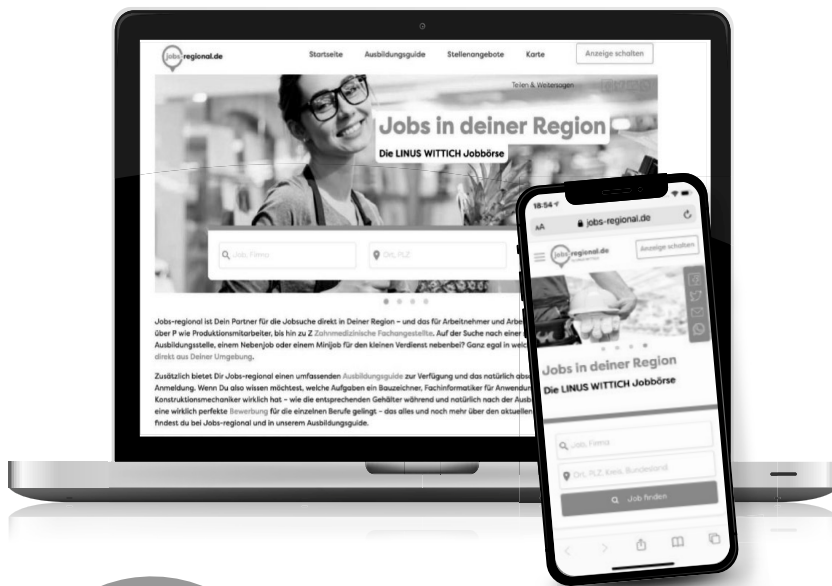 jobs-regional.de
Startseite
Ausbildungsguide
Stellenangebote
Karte
Anzeige schalten
Teilen & Weitersagen
Jobs in deiner Region
Die LINUS WITTICH Jobbörse
Job, Firma
Ort, PLZ
Jobs-regional ist Dein Partner für die Jobsuche direkt in Deiner Region – und das für Arbeitnehmer und Arbe
über P wie Produktionsmitarbeiter, bis hin zu Z Zahnmedizinische Fachangestellte. Auf der Suche nach einer
Ausbildungsstelle, einem Nebenjob oder einem Minijob für den kleinen Verdienst nebenbei? Ganz egal in welc
direkt aus Deiner Umgebung.
Zusätzlich bietet Dir Jobs-regional einen umfassenden Ausbildungsguide zur Verfügung und das natürlich abs
Anmeldung. Wenn Du also wissen möchtest, welche Aufgaben ein Bauzeichner, Fachinformatiker für Anwendun
Konstruktionsmechaniker wirklich hat – wie die entsprechenden Gehälter während und natürlich nach der Ausb
eine wirklich perfekte Bewerbung für die einzelnen Berufe gelingt – das alles und noch mehr über den aktuellen
findest du bei Jobs-regional und in unserem Ausbildungsguide.
18:54
AA
jobs-regional.de
jobs-regional.de
Anzeige schalten
Jobs in deiner Region
Die LINUS WITTICH Jobbörse
Job, Firma
Ort, PLZ, Kreis, Bundesland
Job finden